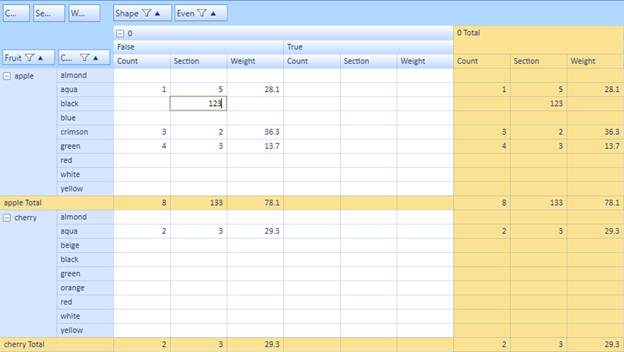 C... Se... W... Shape Even
0 0 Total
False True
Fruit C... Count Section Weight Count Section Weight Count Section Weight
apple almond
aqua 1 5 28.1 1 5 28.1
black 123 123
blue
crimson 3 2 36.3 3 2 36.3
green 4 3 13.7 4 3 13.7
red
white
yellow
apple Total 8 133 78.1 8 133 78.1
cherry almond
aqua 2 3 29.3 2 3 29.3
beige
black
green
orange
red
white
yellow
cherry Total 2 3 29.3 2 3 29.3